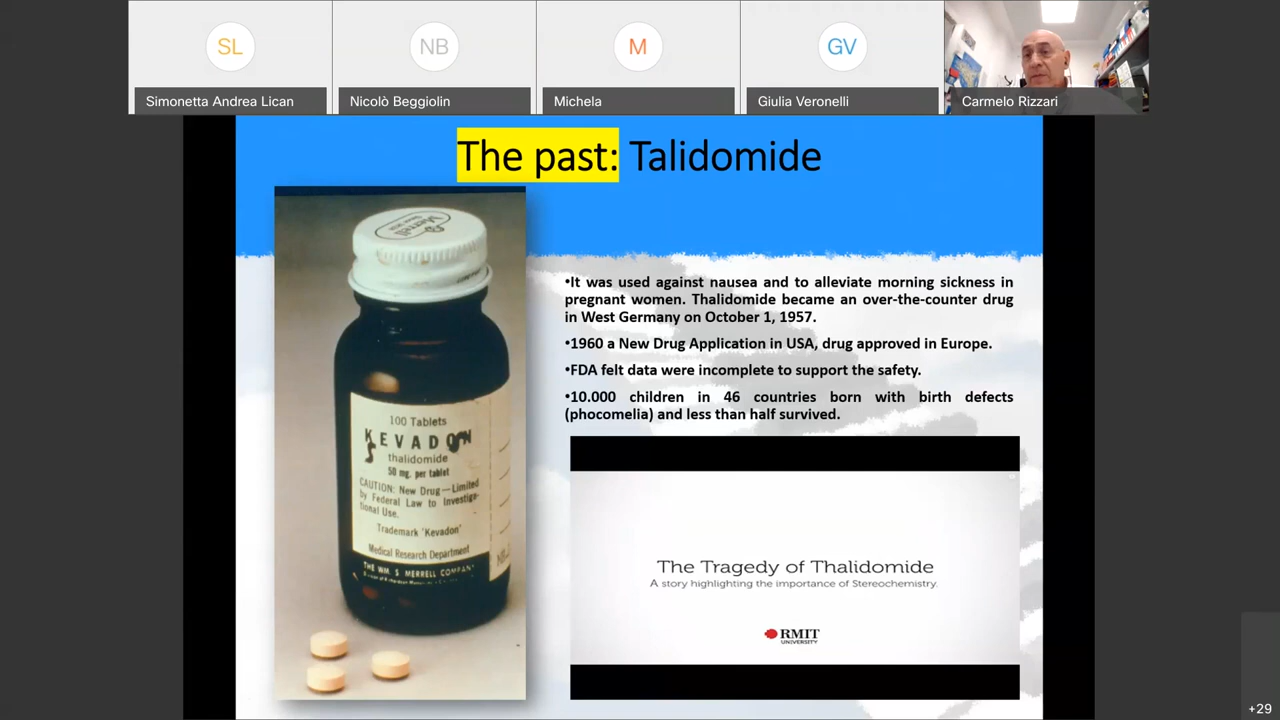 SL
NB
M
GV
Simonetta Andrea Lican
Nicolò Beggiolin
Michela
Giulia Veronelli
Carmelo Rizzari
The past: Talidomide
•It was used against nausea and to alleviate morning sickness in
pregnant women. Thalidomide became an over-the-counter drug
in West Germany on October 1, 1957.
•1960 a New Drug Application in USA, drug approved in Europe.
•FDA felt data were incomplete to support the safety.
•10.000 children in 46 countries born with birth defects
(phocomelia) and less than half survived.
Merrell
100 Tablets
KEVADON
thalidomide
50 mg. per tablet
CAUTION: New Drug—Limited
by Federal Law to Investiga-
tional Use.
Trademark 'Kevadon'
Medical Research Department
THE WM. S. MERRELL COMPANY
The Tragedy of Thalidomide
A story highlighting the importance of Stereochemistry.
RMIT
UNIVERSITY
+29